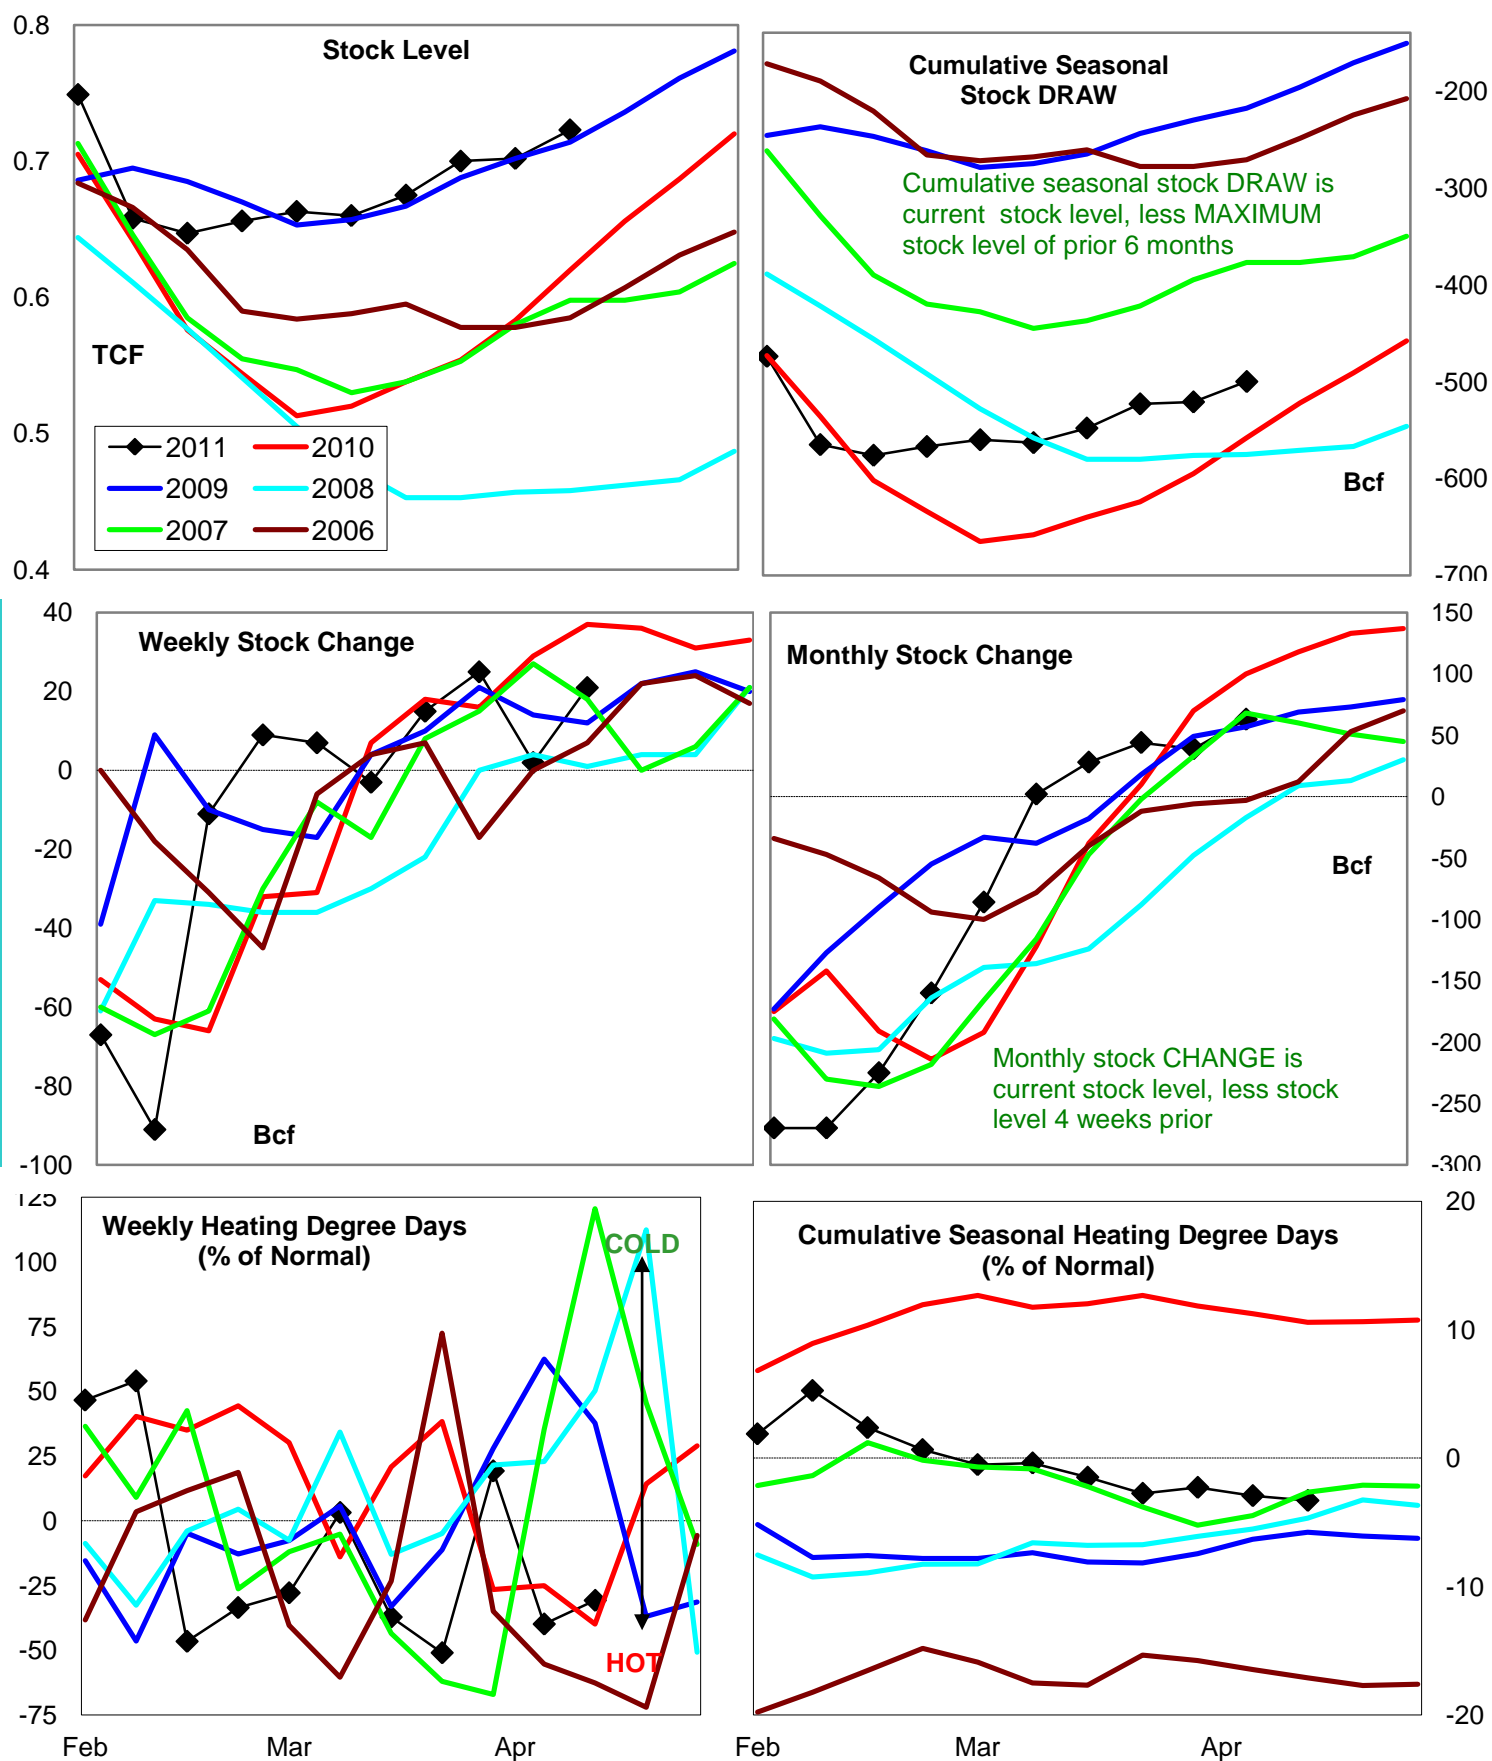 0.8
0.7
0.6
0.5
0.4
Stock Level
TCF
2011
2010
2009
2008
2007
2006
Cumulative Seasonal
Stock DRAW
Cumulative seasonal stock DRAW is
current stock level, less MAXIMUM
stock level of prior 6 months
Bcf
-200
-300
-400
-500
-600
-700
40
20
0
-20
-40
-60
-80
-100
Weekly Stock Change
Bcf
Monthly Stock Change
Bcf
Monthly stock CHANGE is
current stock level, less stock
level 4 weeks prior
150
100
50
0
-50
-100
-150
-200
-250
-300
125
100
75
50
25
0
-25
-50
-75
Weekly Heating Degree Days
(% of Normal)
COLD
HOT
Feb
Mar
Apr
Cumulative Seasonal Heating Degree Days
(% of Normal)
20
10
0
-10
-20
Feb
Mar
Apr